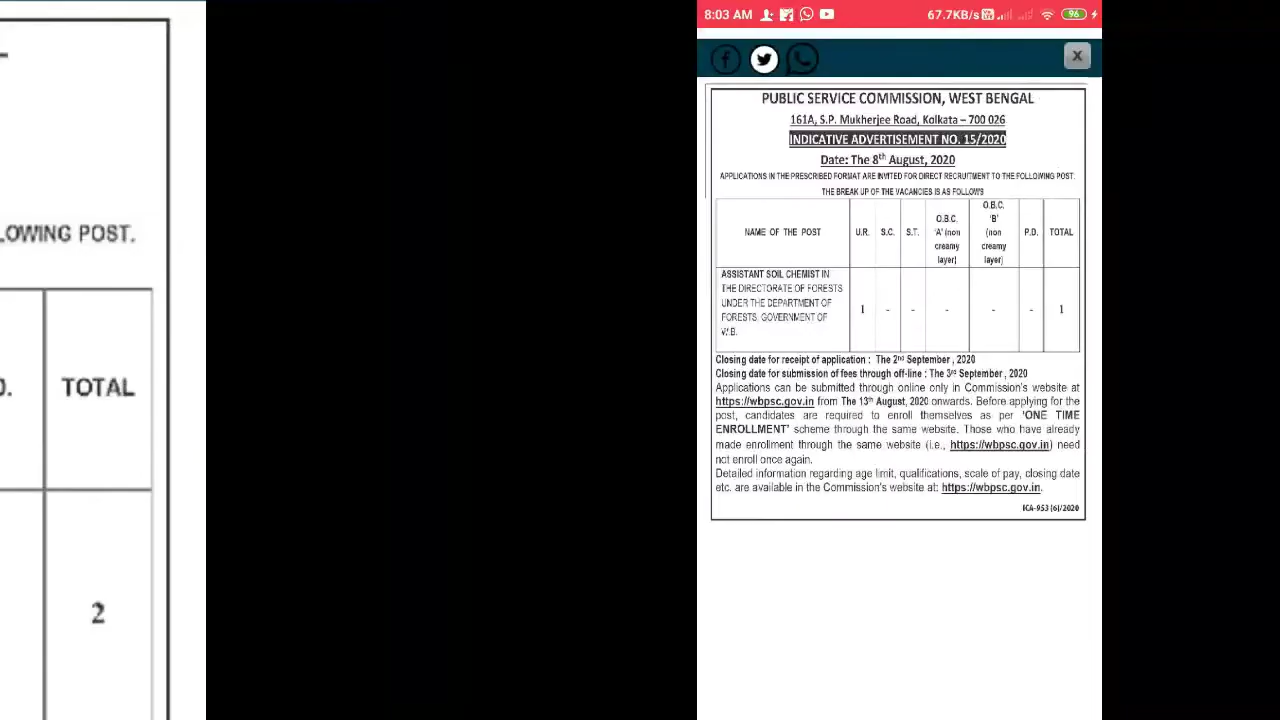 LOWING POST.
TOTAL
2
8:03 AM
67.7KB/s
96
X
PUBLIC SERVICE COMMISSION, WEST BENGAL
161A, S.P. Mukherjee Road, Kolkata – 700 026
INDICATIVE ADVERTISEMENT NO. 15/2020
Date: The 8th August, 2020
APPLICATIONS IN THE PRESCRIBED FORMAT ARE INVITED FOR DIRECT RECRUITMENT TO THE FOLLOWING POST.
THE BREAK UP OF THE VACANCIES IS AS FOLLOWS
NAME OF THE POST U.R. S.C. S.T. O.B.C. 'A' (non creamy layer) O.B.C. 'B' (non creamy layer) P.D. TOTAL
ASSISTANT SOIL CHEMIST IN
THE DIRECTORATE OF FORESTS
UNDER THE DEPARTMENT OF
FORESTS, GOVERNMENT OF
W.B.
1 - - - - - 1
Closing date for receipt of application : The 2nd September , 2020
Closing date for submission of fees through off-line : The 3rd September , 2020
Applications can be submitted through online only in Commission's website at
https://wbpsc.gov.in from The 13th August, 2020 onwards. Before applying for the
post, candidates are required to enroll themselves as per 'ONE TIME
ENROLLMENT' scheme through the same website. Those who have already
made enrollment through the same website (i.e., https://wbpsc.gov.in) need
not enroll once again.
Detailed information regarding age limit, qualifications, scale of pay, closing date
etc. are available in the Commission's website at: https://wbpsc.gov.in.
ICA-953 (6)/2020